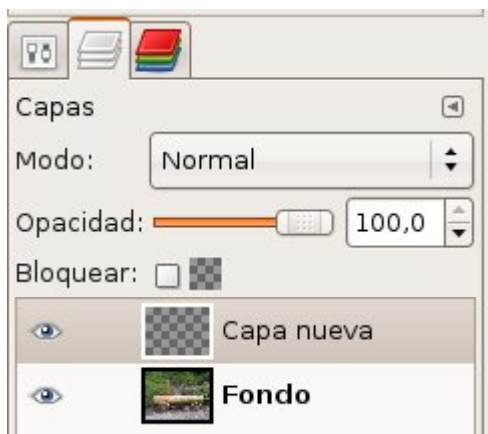 Capas
Modo: Normal
Opacidad: 100,0
Bloquear:
Capa nueva
Fondo